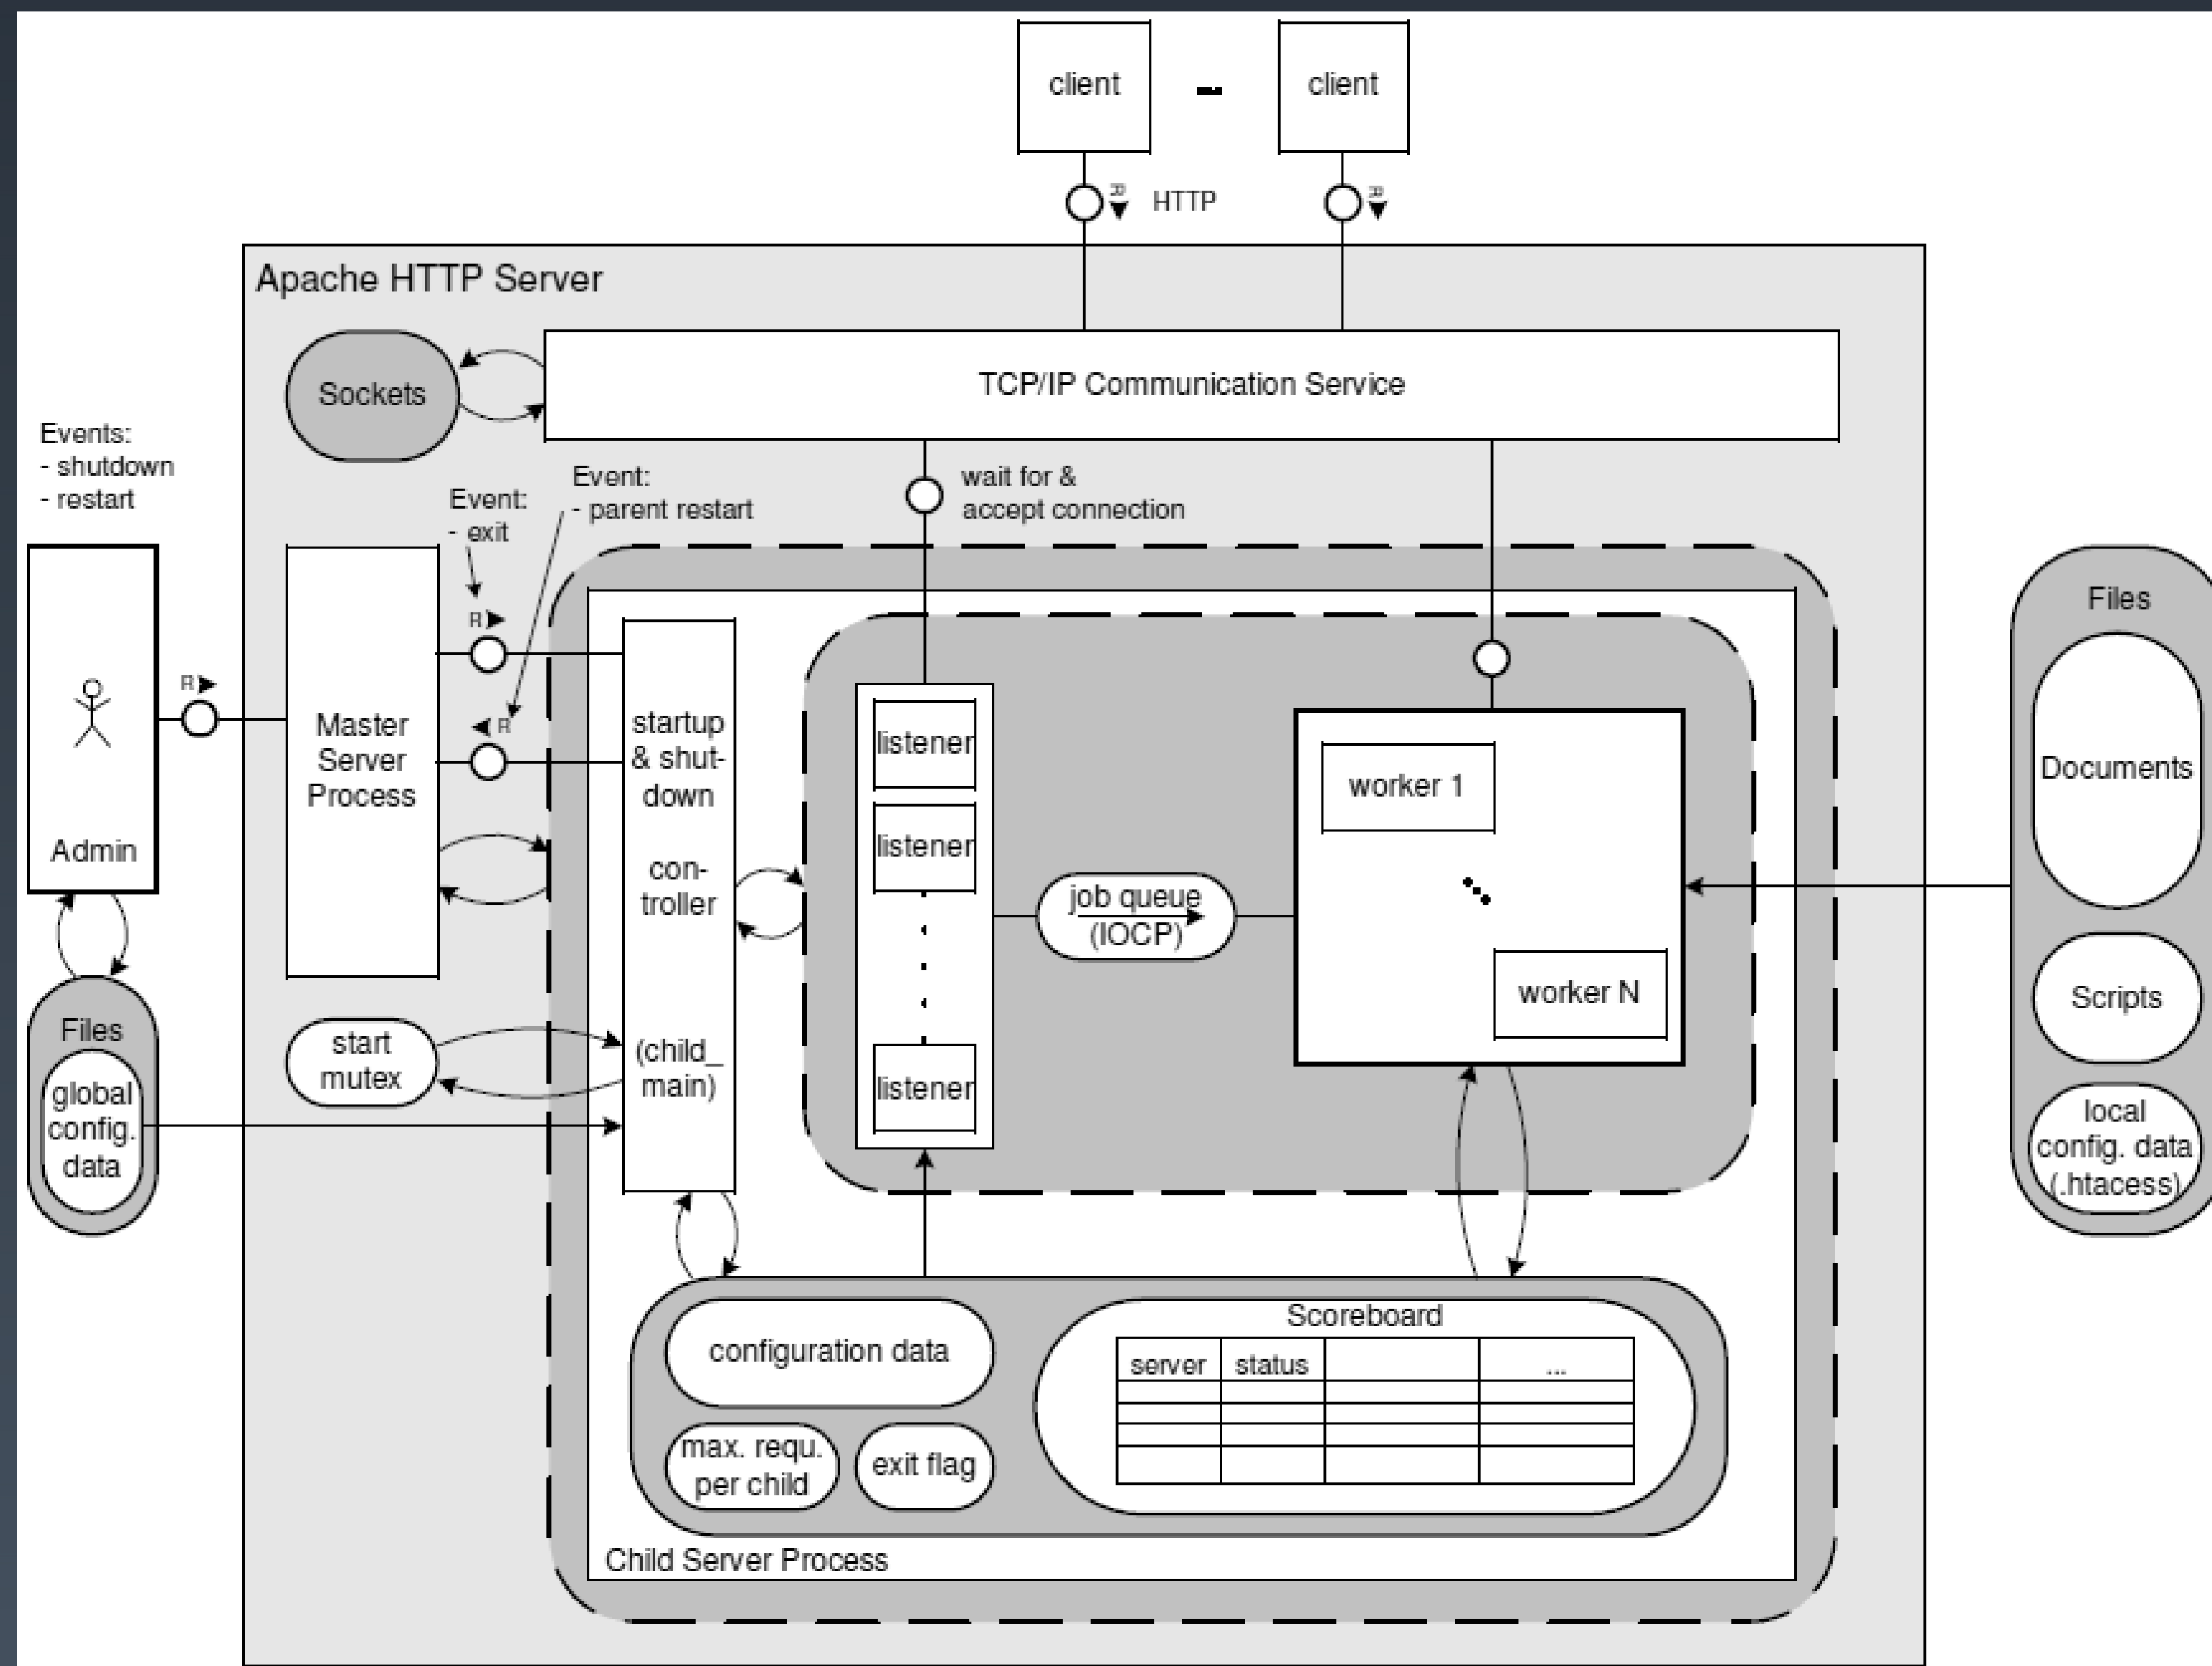 client
client
R
HTTP
R
Apache HTTP Server
Sockets
TCP/IP Communication Service
Events:
- shutdown
- restart
Event:
- exit
Event:
- parent restart
wait for &
accept connection
R
R
R
Admin
Master
Server
Process
startup
& shut-
down
con-
troller
(child_
main)
listener
listener
listener
job queue
(IOCP)
worker 1
worker N
Files
Documents
Scripts
local
config. data
(.htacess)
Files
global
config.
data
start
mutex
configuration data
max. requ.
per child
exit flag
Scoreboard
server status ...
Child Server Process